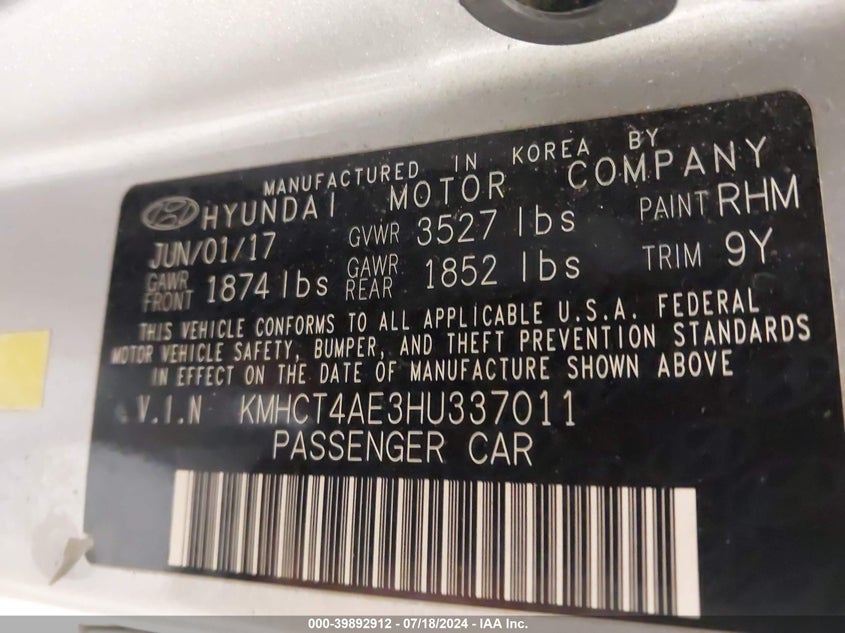 MANUFACTURED IN KOREA BY
HYUNDAI MOTOR COMPANY
JUN/01/17 GVWR 3527 lbs PAINT RHM
GAWR FRONT 1874 lbs GAWR REAR 1852 lbs TRIM 9Y
THIS VEHICLE CONFORMS TO ALL APPLICABLE U.S.A. FEDERAL
MOTOR VEHICLE SAFETY, BUMPER, AND THEFT PREVENTION STANDARDS
IN EFFECT ON THE DATE OF MANUFACTURE SHOWN ABOVE
V.I.N KMHCT4AE3HU337011
PASSENGER CAR
000-39892912 - 07/18/2024 - IAA Inc.